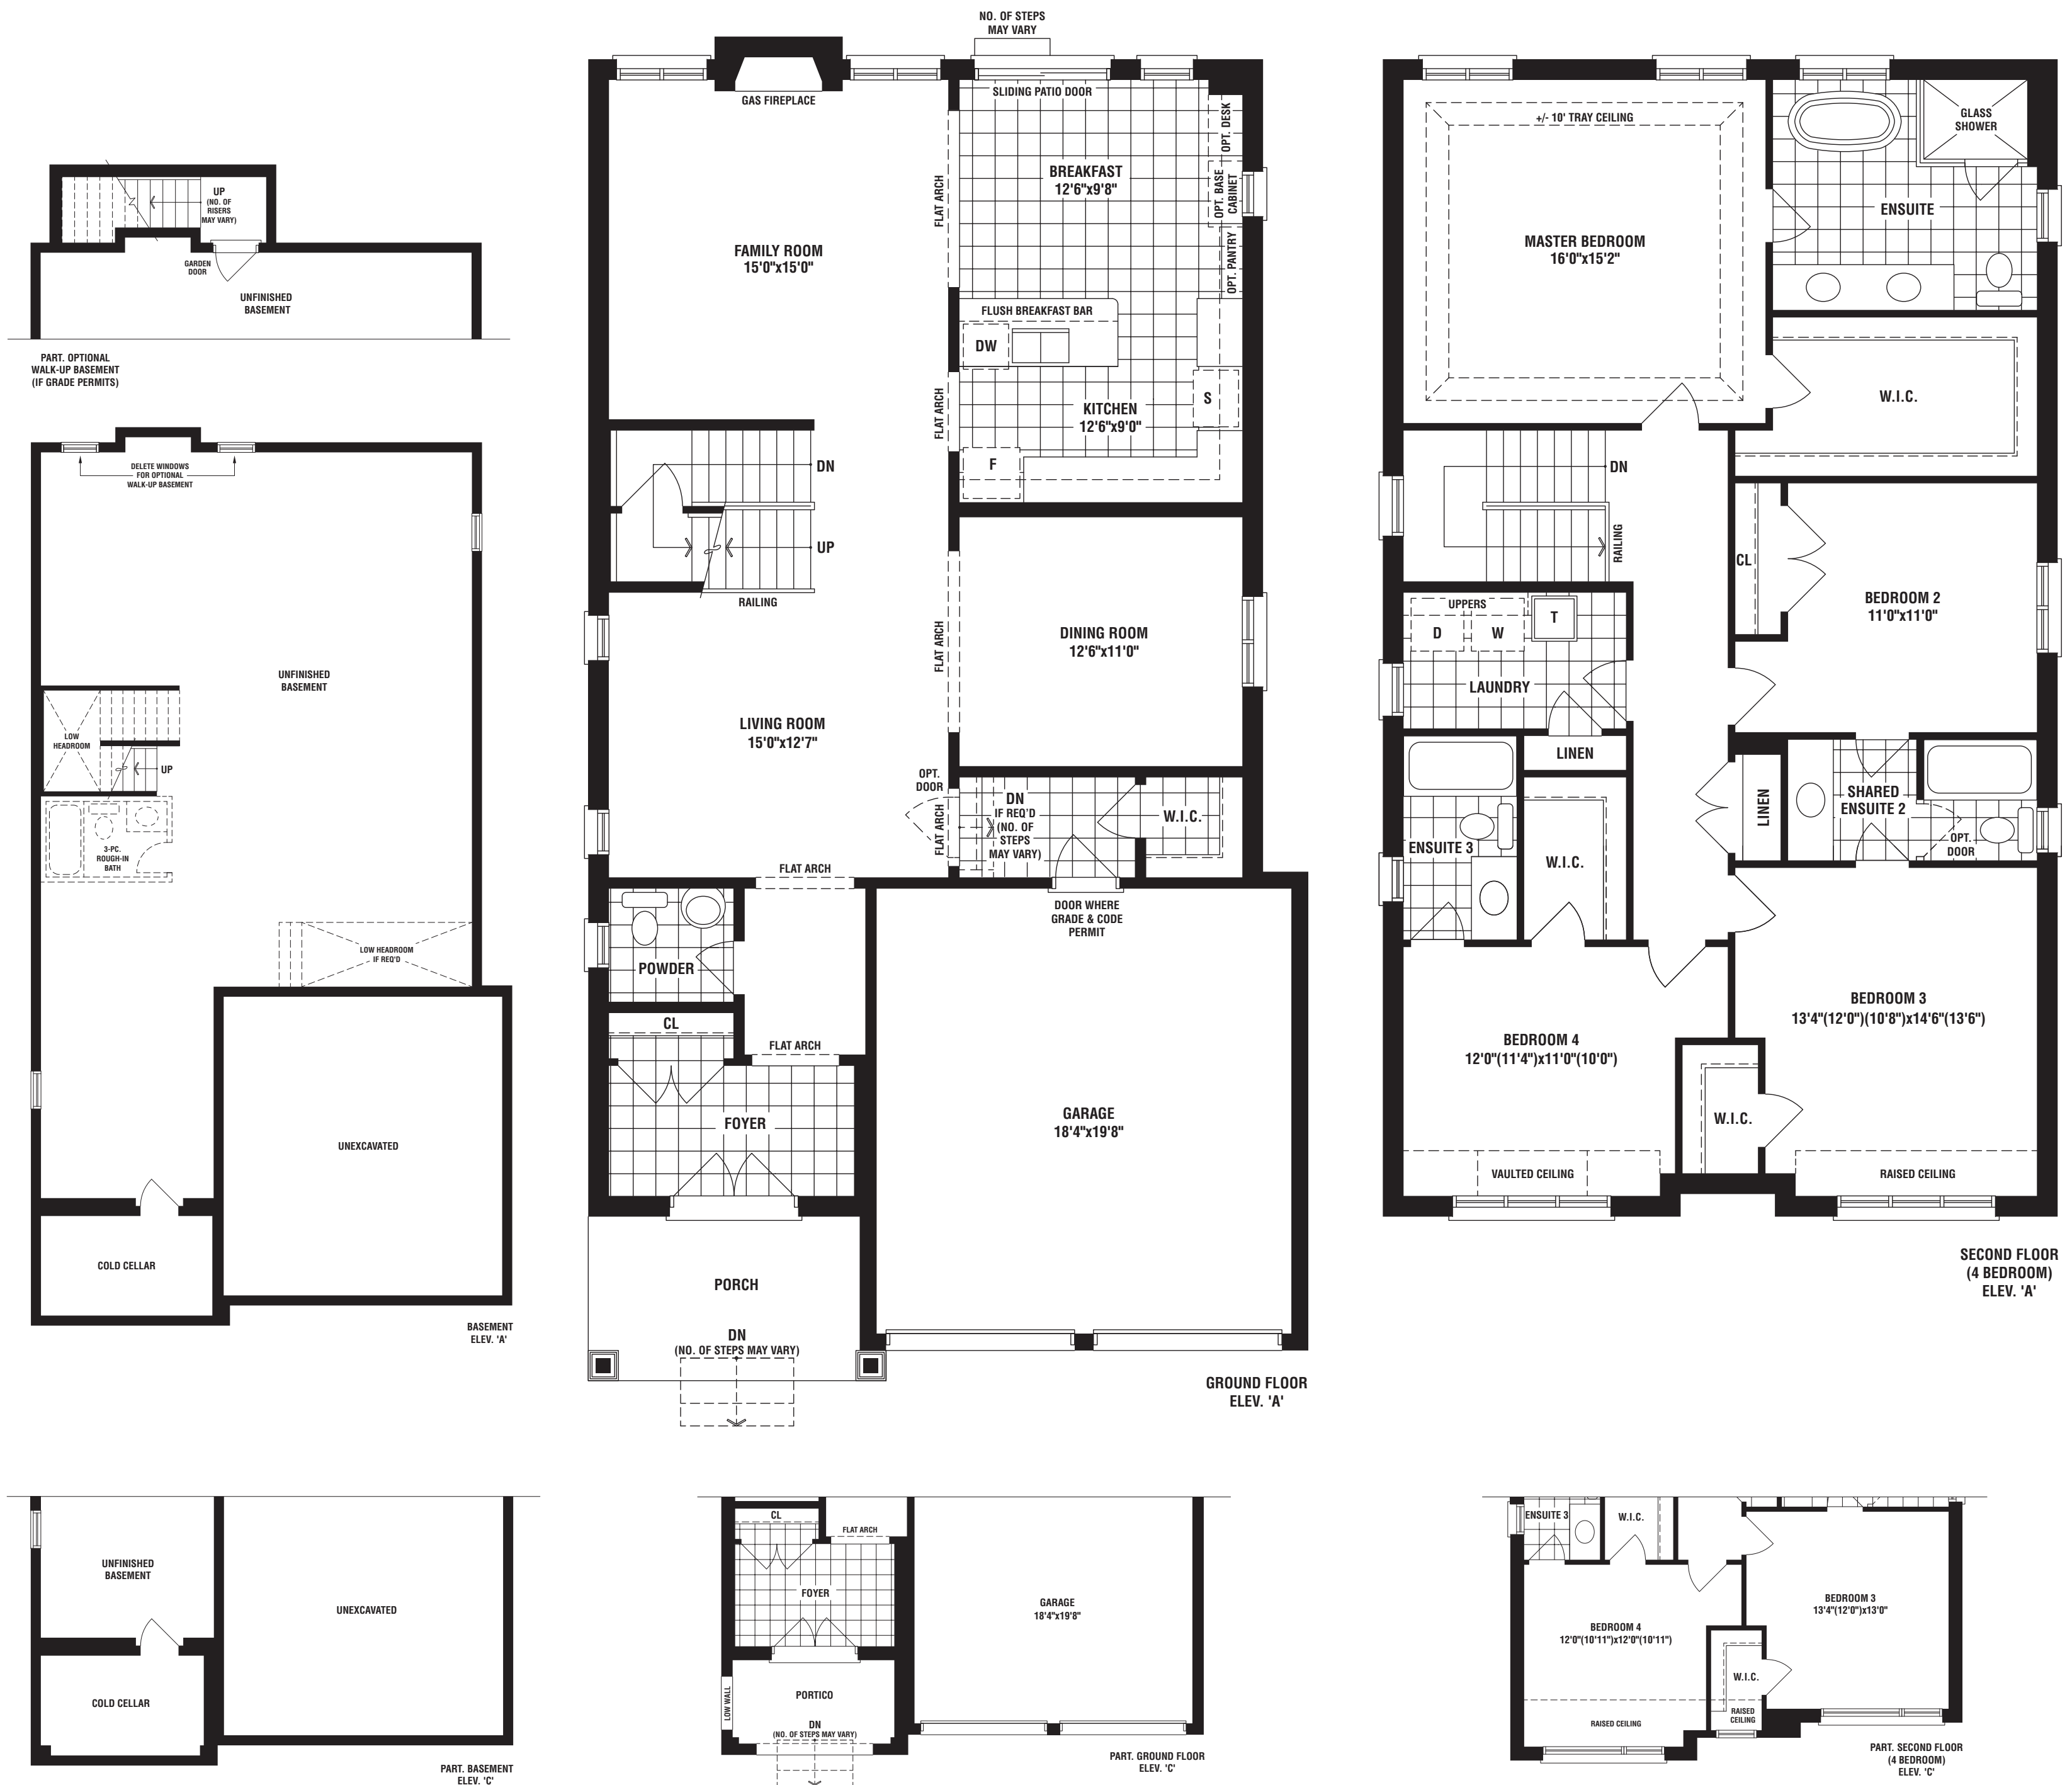 UP
(NO. OF
RISERS
MAY VARY)
GARDEN
DOOR
UNFINISHED
BASEMENT
PART. OPTIONAL
WALK-UP BASEMENT
(IF GRADE PERMITS)
DELETE WINDOWS
FOR OPTIONAL
WALK-UP BASEMENT
UNFINISHED
BASEMENT
LOW
HEADROOM
UP
3-PC.
ROUGH-IN
BATH
LOW HEADROOM
IF REQ'D
UNEXCAVATED
COLD CELLAR
BASEMENT
ELEV. 'A'
NO. OF STEPS
MAY VARY
GAS FIREPLACE
SLIDING PATIO DOOR
OPT. DESK
BREAKFAST
12'6"x9'8"
OPT. BASE
CABINET
FLAT ARCH
OPT. PANTRY
FAMILY ROOM
15'0"x15'0"
FLUSH BREAKFAST BAR
DW
S
KITCHEN
12'6"x9'0"
FLAT ARCH
F
DN
UP
RAILING
FLAT ARCH
DINING ROOM
12'6"x11'0"
LIVING ROOM
15'0"x12'7"
OPT.
DOOR
FLAT ARCH
DN
IF REQ'D
(NO. OF
STEPS
MAY VARY)
W.I.C.
FLAT ARCH
DOOR WHERE
GRADE & CODE
PERMIT
POWDER
CL
FLAT ARCH
FOYER
GARAGE
18'4"x19'8"
PORCH
DN
(NO. OF STEPS MAY VARY)
GROUND FLOOR
ELEV. 'A'
+/- 10' TRAY CEILING
GLASS
SHOWER
ENSUITE
MASTER BEDROOM
16'0"x15'2"
W.I.C.
DN
RAILING
CL
BEDROOM 2
11'0"x11'0"
UPPERS
D
W
T
LAUNDRY
LINEN
LINEN
SHARED
ENSUITE 2
OPT.
DOOR
ENSUITE 3
W.I.C.
BEDROOM 3
13'4"(12'0")(10'8")x14'6"(13'6")
BEDROOM 4
12'0"(11'4")x11'0"(10'0")
W.I.C.
VAULTED CEILING
RAISED CEILING
SECOND FLOOR
(4 BEDROOM)
ELEV. 'A'
UNFINISHED
BASEMENT
UNEXCAVATED
COLD CELLAR
PART. BASEMENT
ELEV. 'C'
CL
FLAT ARCH
FOYER
GARAGE
18'4"x19'8"
LOW WALL
PORTICO
DN
(NO. OF STEPS MAY VARY)
PART. GROUND FLOOR
ELEV. 'C'
ENSUITE 3
W.I.C.
BEDROOM 3
13'4"(12'0")x13'0"
BEDROOM 4
12'0"(10'11")x12'0"(10'11")
W.I.C.
RAISED
CEILING
RAISED CEILING
PART. SECOND FLOOR
(4 BEDROOM)
ELEV. 'C'